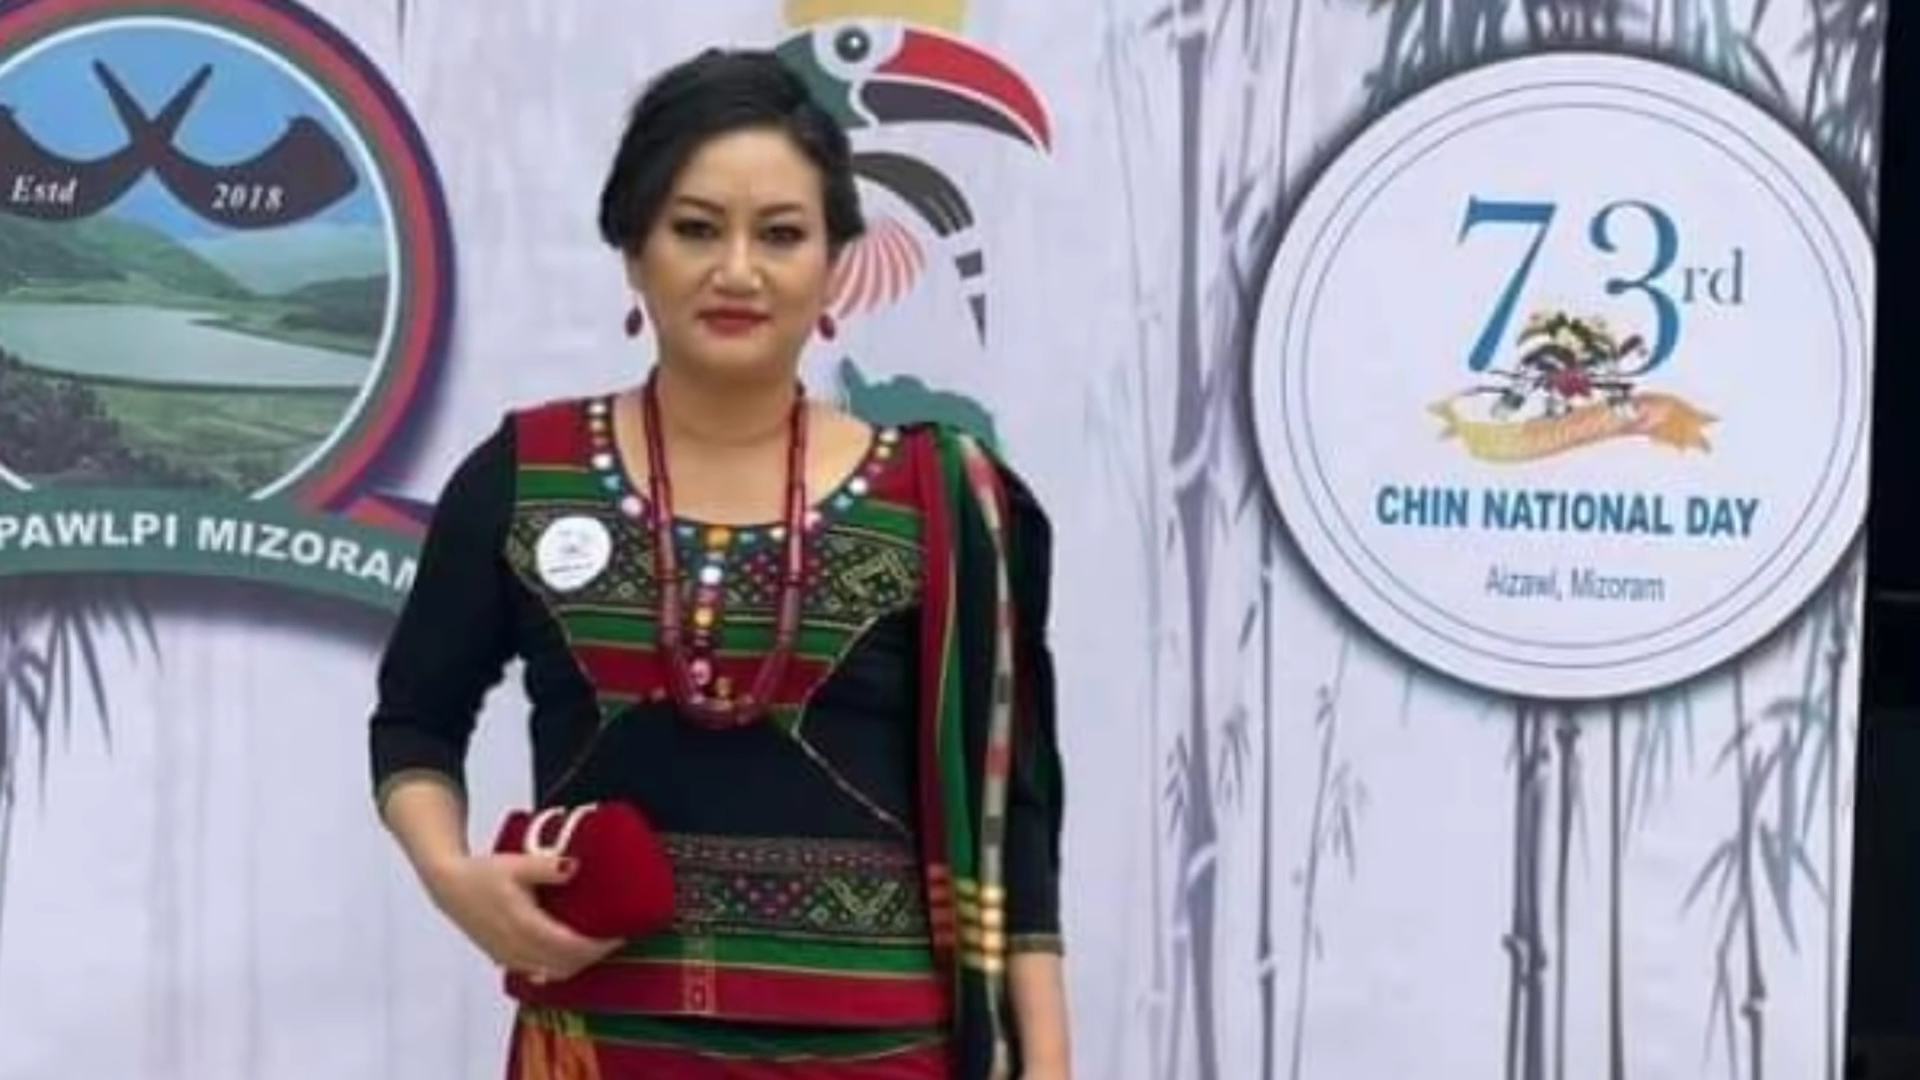 Estd 2018
PAWLPI MIZORAM
73rd
CHIN NATIONAL DAY
Aizawl, Mizoram